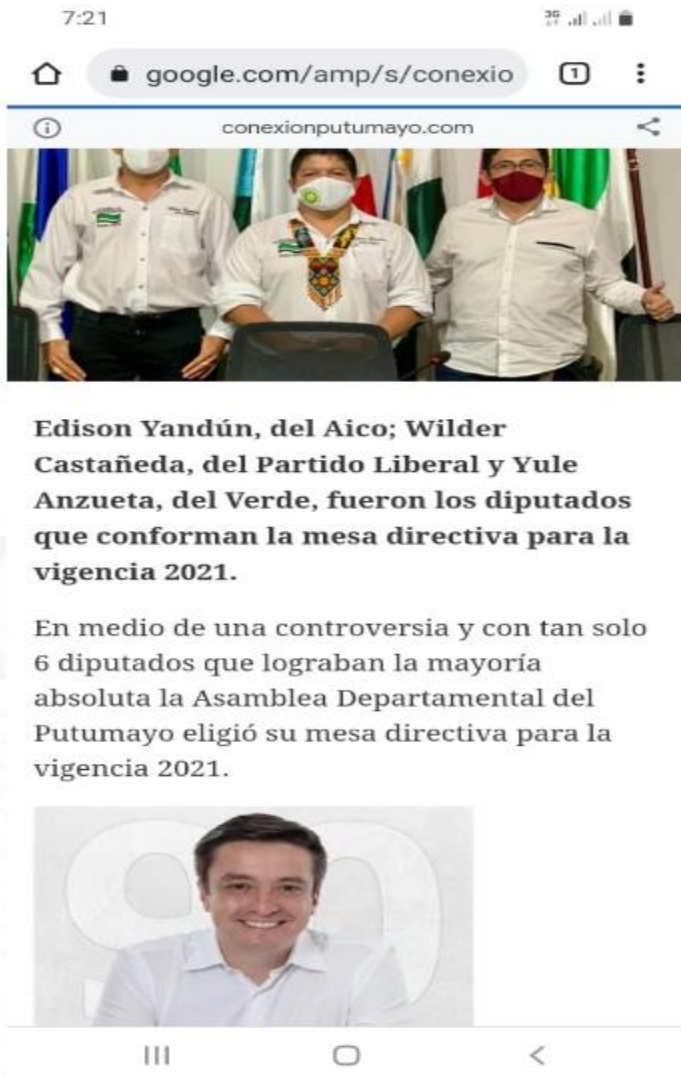 7:21
3G
google.com/amp/s/conexio
1
conexionputumayo.com
Edison Yandún, del Aico; Wilder
Castañeda, del Partido Liberal y Yule
Anzueta, del Verde, fueron los diputados
que conforman la mesa directiva para la
vigencia 2021.
En medio de una controversia y con tan solo
6 diputados que lograban la mayoría
absoluta la Asamblea Departamental del
Putumayo eligió su mesa directiva para la
vigencia 2021.
90